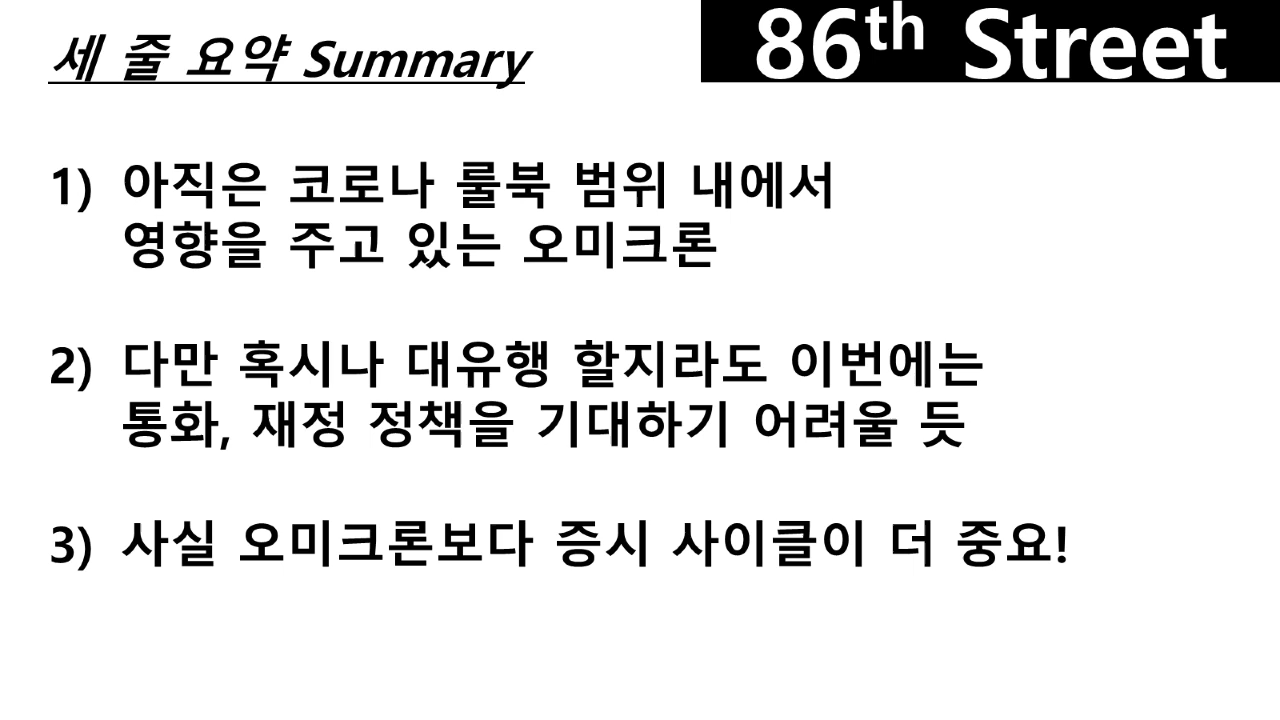 세 줄 요약 Summary
86th Street
1) 아직은 코로나 룰북 범위 내에서
영향을 주고 있는 오미크론
2) 다만 혹시나 대유행 할지라도 이번에는
통화, 재정 정책을 기대하기 어려울 듯
3) 사실 오미크론보다 증시 사이클이 더 중요!